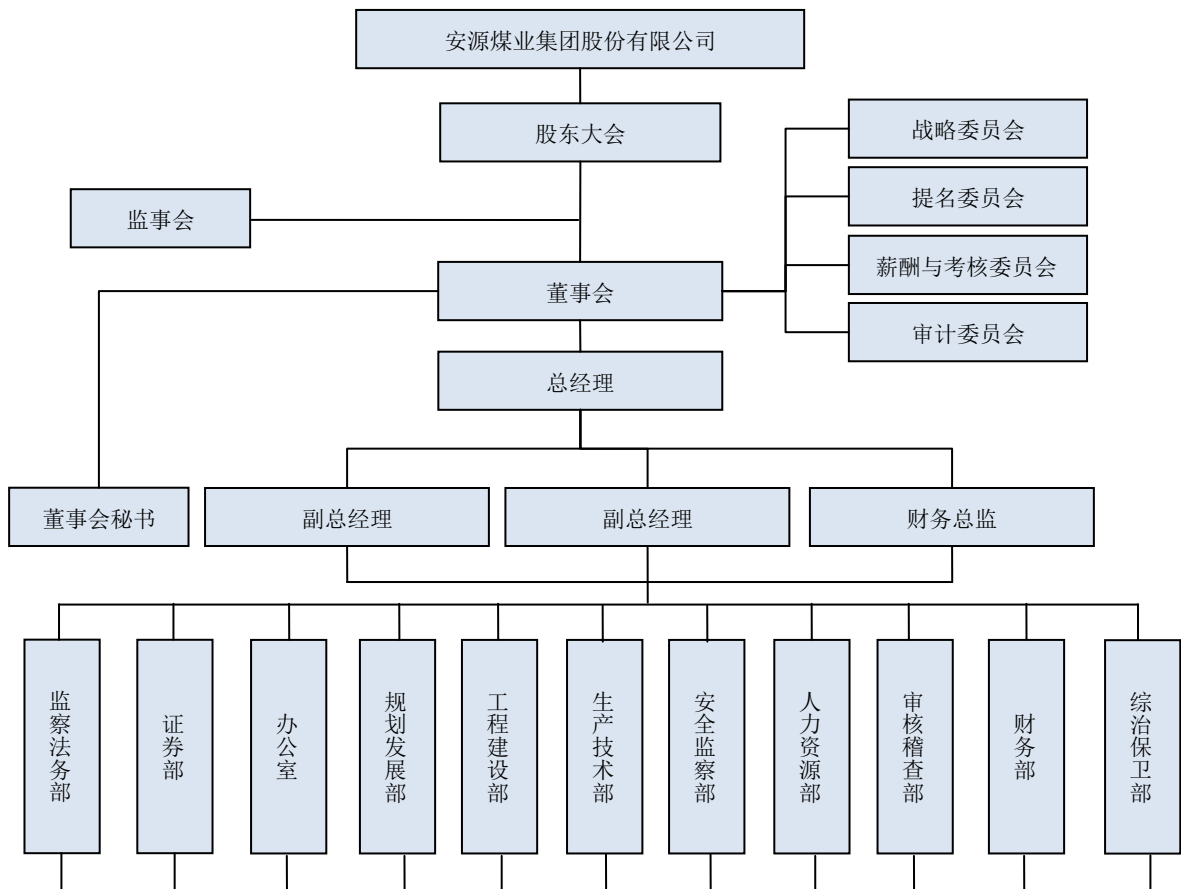 安源煤业集团股份有限公司
股东大会
战略委员会
提名委员会
监事会
薪酬与考核委员会
董事会
审计委员会
总经理
董事会秘书
副总经理
副总经理
财务总监
监察法务部
证券部
办公室
规划发展部
工程建设部
生产技术部
安全监察部
人力资源部
审核稽查部
财务部
综治保卫部